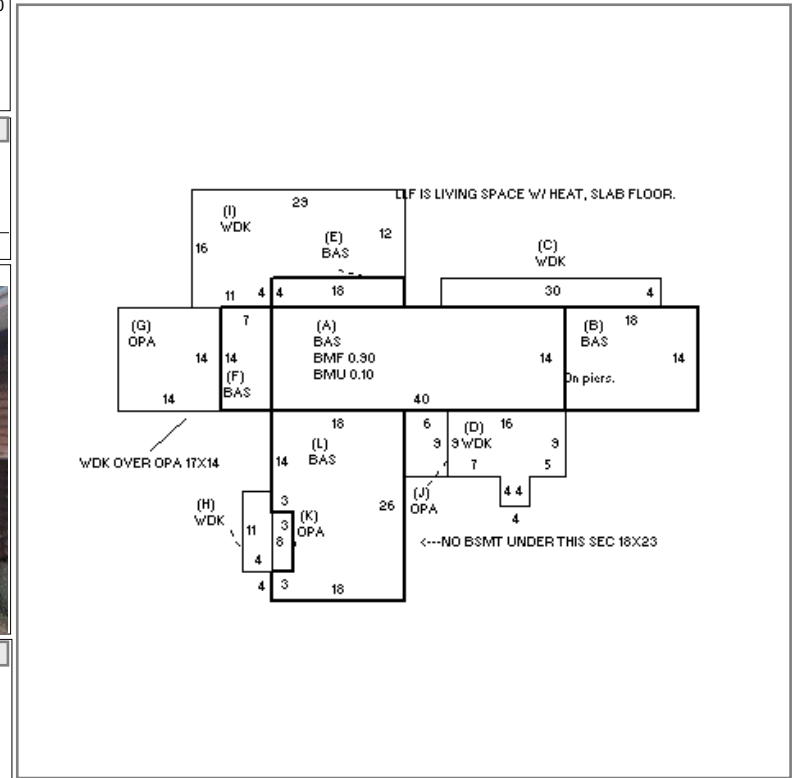 29
LLF IS LIVING SPACE W/ HEAT, SLAB FLOOR.
(I)
WDK
16
12
(E)
BAS
(C)
WDK
11
4
4
18
30
4
(G)
OPA
14
14
7
14
(F)
BAS
(A)
BAS
BMF 0.90
BMU 0.10
14
40
(B)
BAS
18
14
On piers.
WDK OVER OPA 17X14
18
(L)
BAS
14
26
6
9
(J)
OPA
(D)
WDK
16
9
9
7
5
4 4
4
(H)
WDK
11
4
3
3
8
(K)
OPA
4
3
18
<---NO BSMT UNDER THIS SEC 18X23